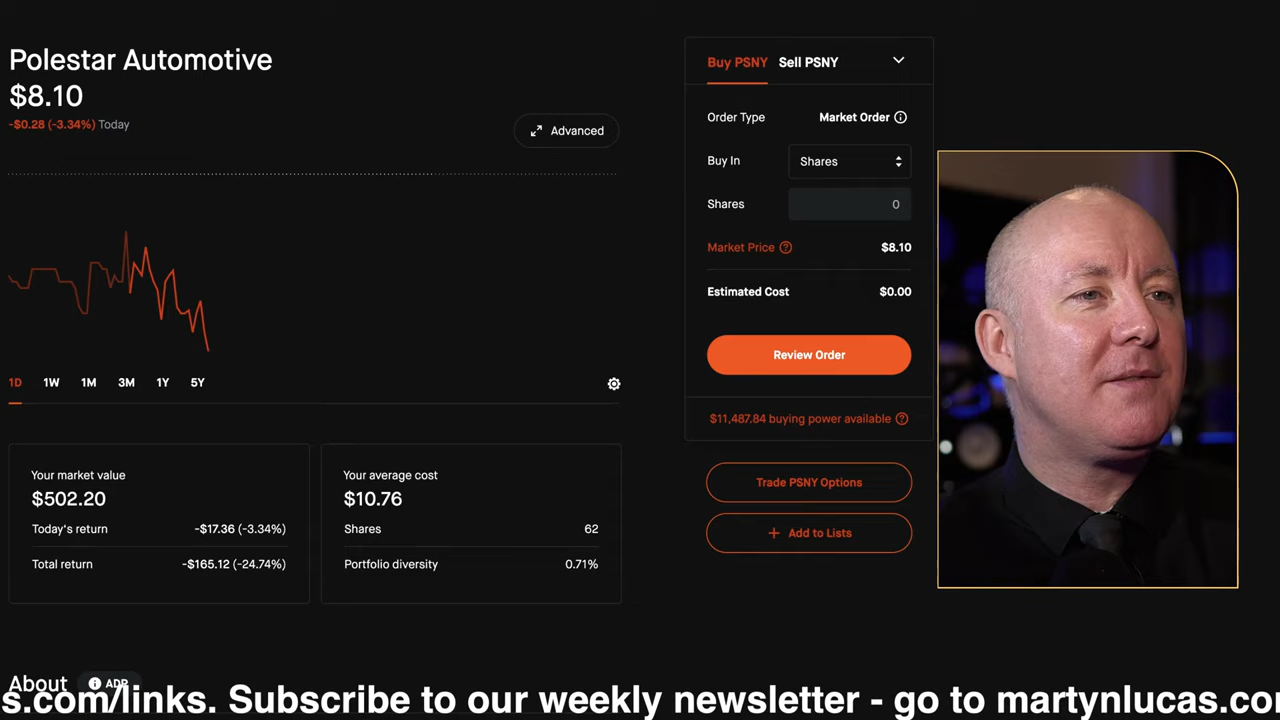 Polestar Automotive
$8.10
-$0.28 (-3.34%) Today
Advanced
1D 1W 1M 3M 1Y 5Y
Your market value
$502.20
Today's return -$17.36 (-3.34%)
Total return -$165.12 (-24.74%)
Your average cost
$10.76
Shares 62
Portfolio diversity 0.71%
Buy PSNY Sell PSNY
Order Type Market Order
Buy In Shares
Shares 0
Market Price $8.10
Estimated Cost $0.00
Review Order
$11,487.84 buying power available
Trade PSNY Options
+ Add to Lists
About ADR
s.com/links. Subscribe to our weekly newsletter - go to martynlucas.co